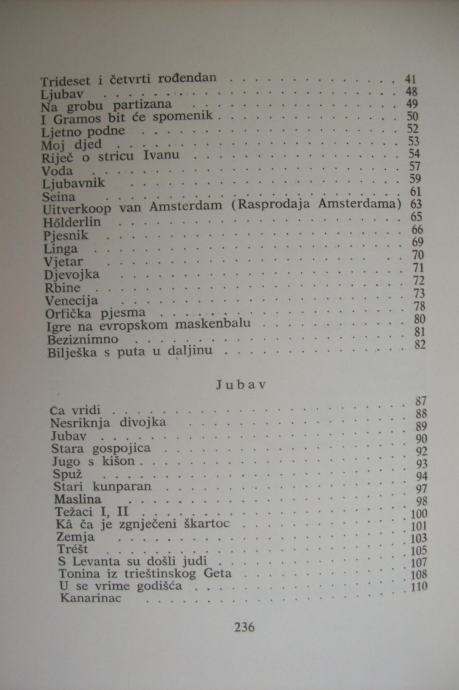 Trideset i četvrti rođendan . . . . . . . . . . . 41
Ljubav . . . . . . . . . . . 48
Na grobu partizana . . . . . . . . . . . 49
I Gramos bit će spomenik . . . . . . . . . . . 50
Ljetno podne . . . . . . . . . . . 52
Moj djed . . . . . . . . . . . 53
Riječ o stricu Ivanu . . . . . . . . . . . 54
Voda . . . . . . . . . . . 57
Ljubavnik . . . . . . . . . . . 59
Seina . . . . . . . . . . . 61
Uitverkoop van Amsterdam (Rasprodaja Amsterdama) 63
Hőlderlin . . . . . . . . . . . 65
Pjesnik . . . . . . . . . . . 66
Linga . . . . . . . . . . . 69
Vjetar . . . . . . . . . . . 70
Djevojka . . . . . . . . . . . 71
Rbine . . . . . . . . . . . 72
Venecija . . . . . . . . . . . 73
Orfička pjesma . . . . . . . . . . . 78
Igre na evropskom maskenbalu . . . . . . . . . . . 80
Beziznimno . . . . . . . . . . . 81
Bilješka s puta u daljinu . . . . . . . . . . . 82
Jubav
Ča vridi . . . . . . . . . . . 87
Nesriknja divojka . . . . . . . . . . . 88
Jubav . . . . . . . . . . . 89
Stara gospojica . . . . . . . . . . . 90
Jugo s kišon . . . . . . . . . . . 92
Spuž . . . . . . . . . . . 93
Stari kunparan . . . . . . . . . . . 94
Maslina . . . . . . . . . . . 97
Težaci I, II . . . . . . . . . . . 98
Kâ ča je zgnječeni škartoc . . . . . . . . . . . 100
Zemja . . . . . . . . . . . 101
Tréšt . . . . . . . . . . . 103
S Levanta su došli judi . . . . . . . . . . . 105
Tonina iz trieštinskog Geta . . . . . . . . . . . 107
U se vrime godišća . . . . . . . . . . . 108
Kanarinac . . . . . . . . . . . 110
236